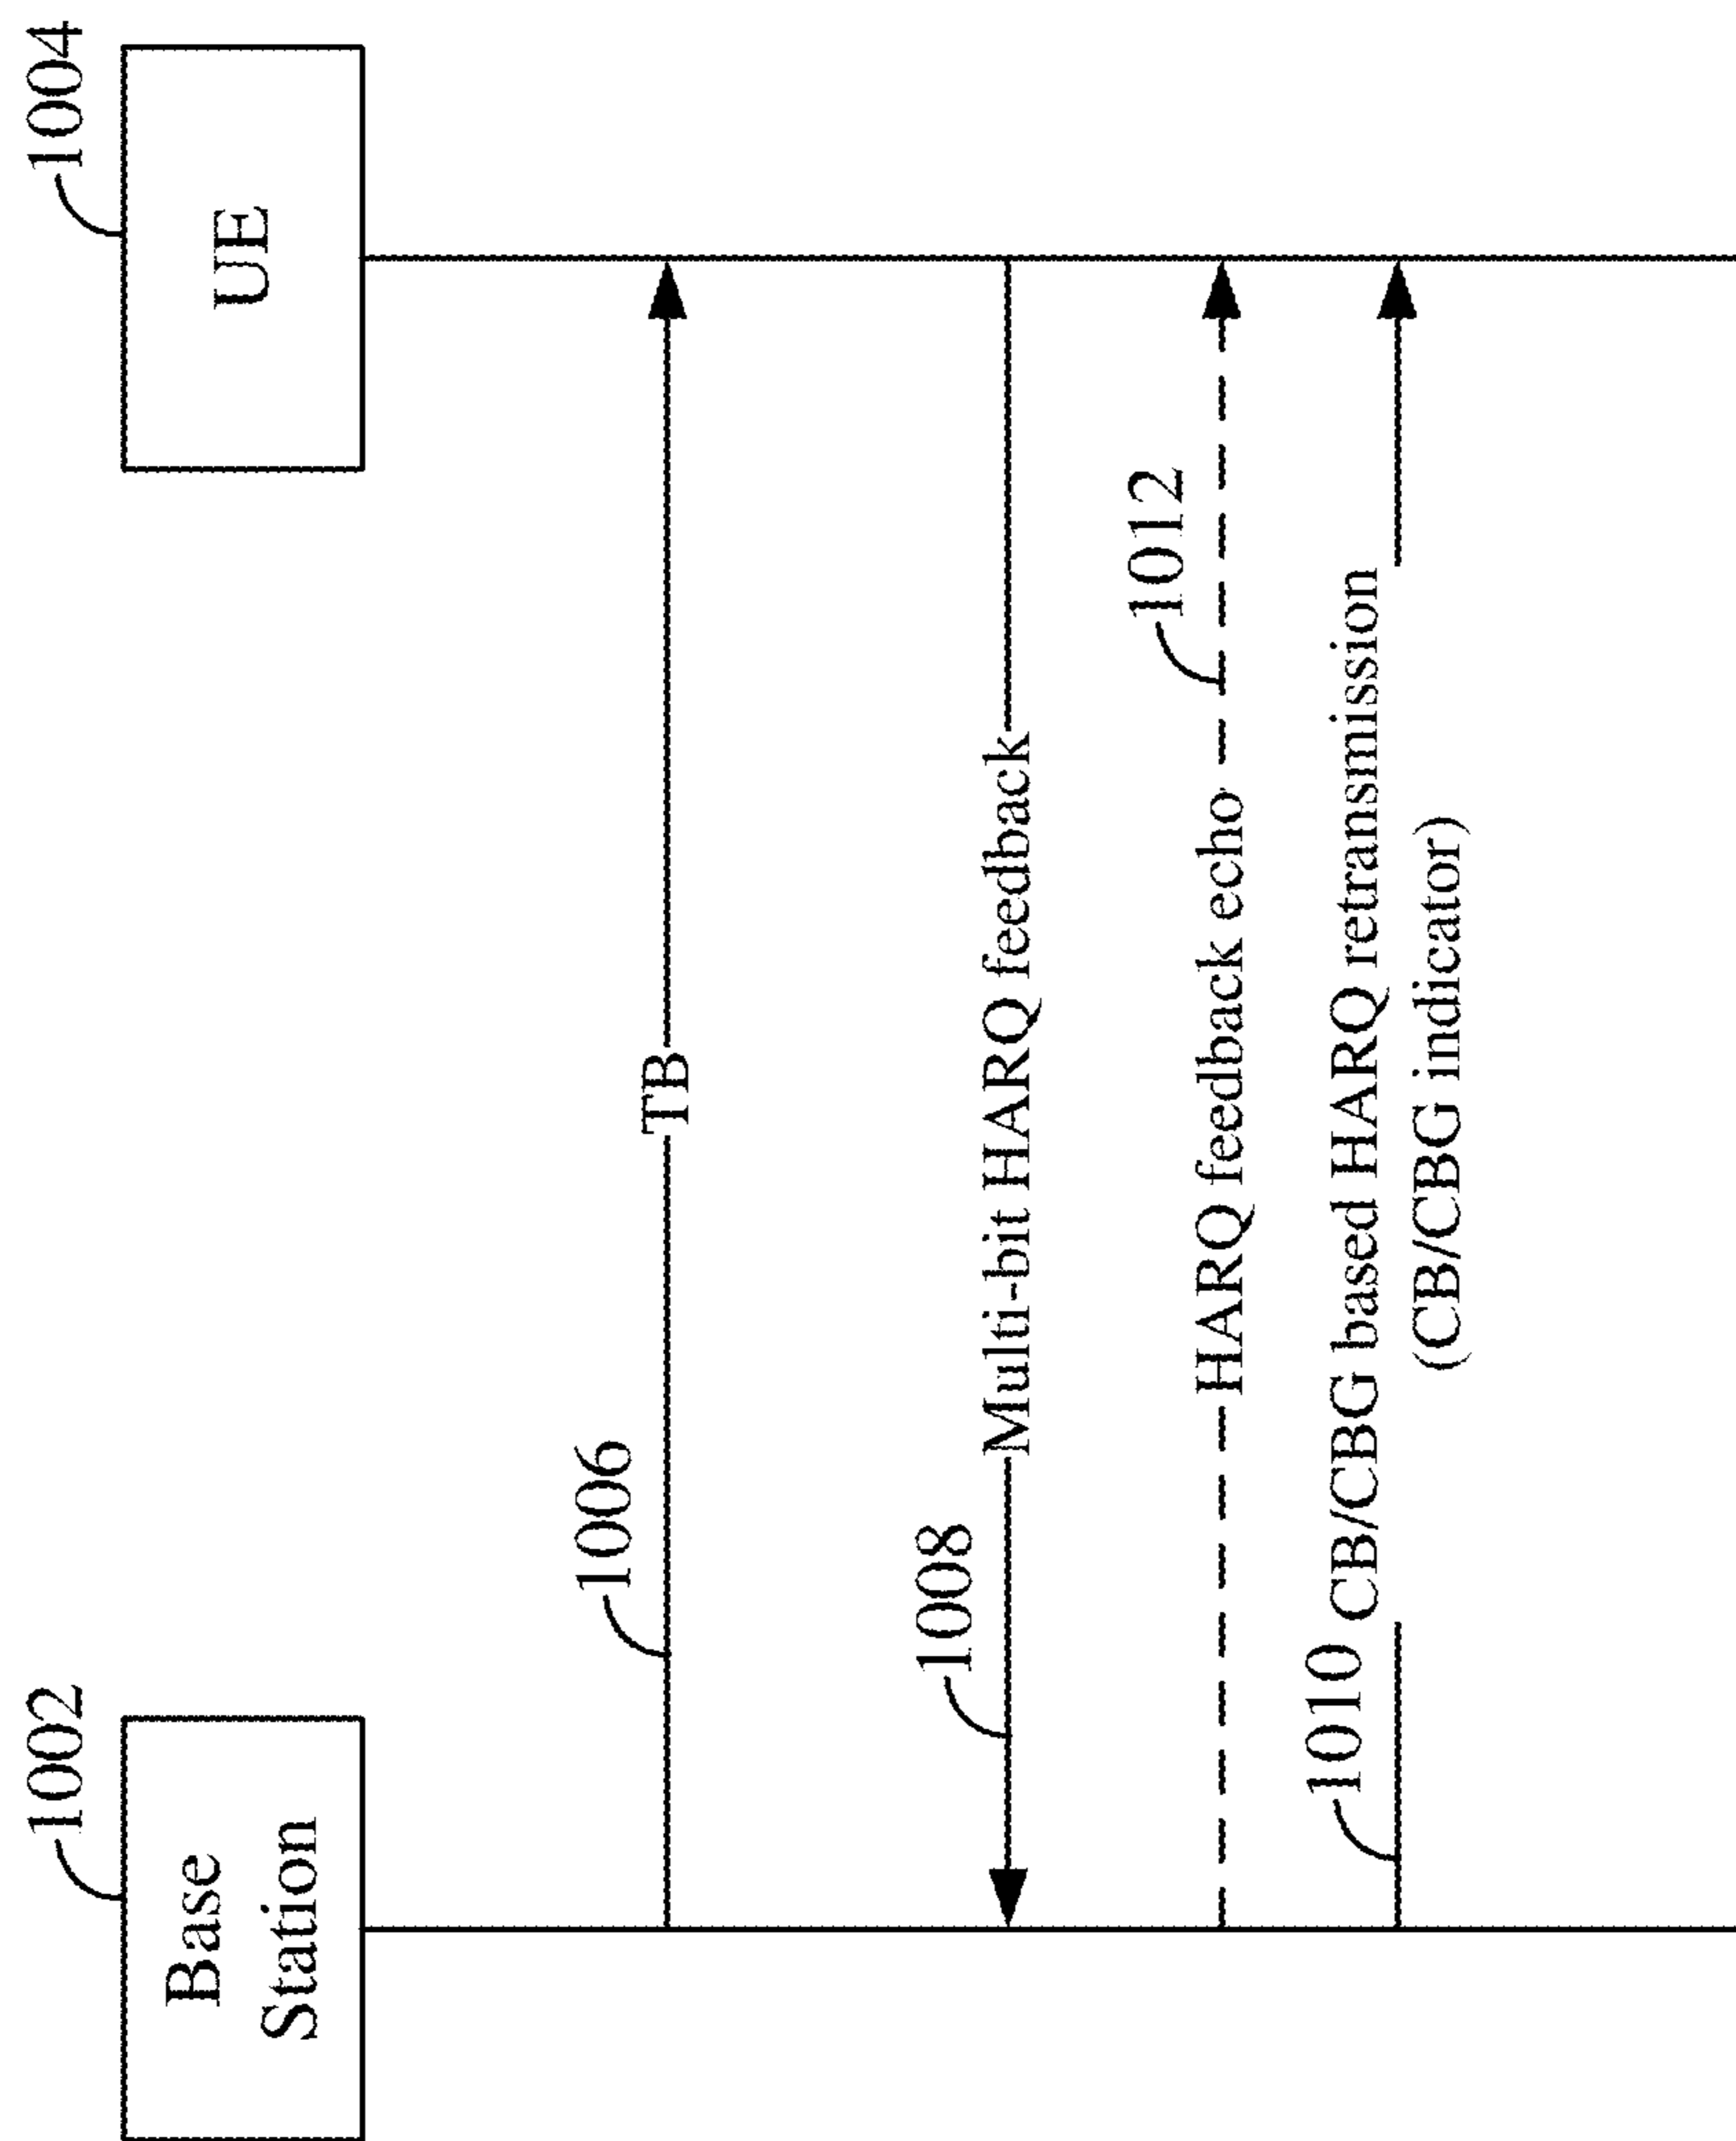 1002
1004
Base
Station
UE
1006
TB
1008
Multi-bit HARQ feedback
1012
HARQ feedback echo
1010
CB/CBG based HARQ retransmission
(CB/CBG indicator)